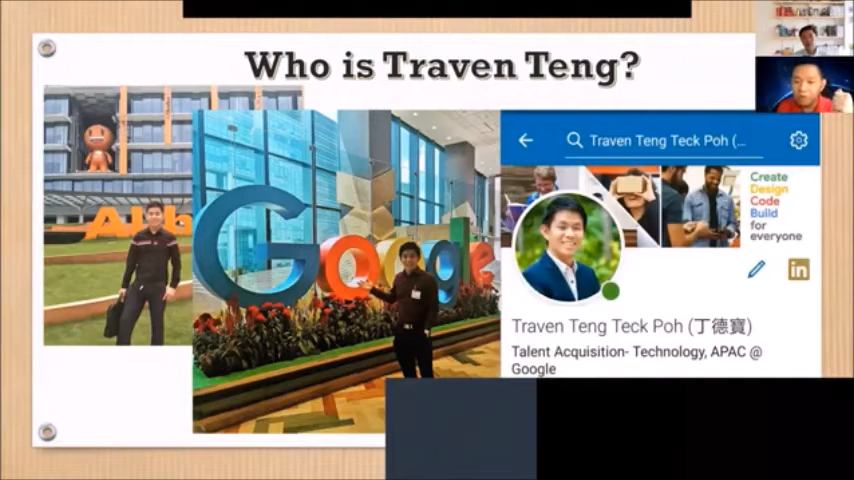 Who is Traven Teng?
Alib
Google
Traven Teng Teck Poh (...
Create
Design
Code
Build
for
everyone
in
Traven Teng Teck Poh (丁德寶)
Talent Acquisition- Technology, APAC @
Google